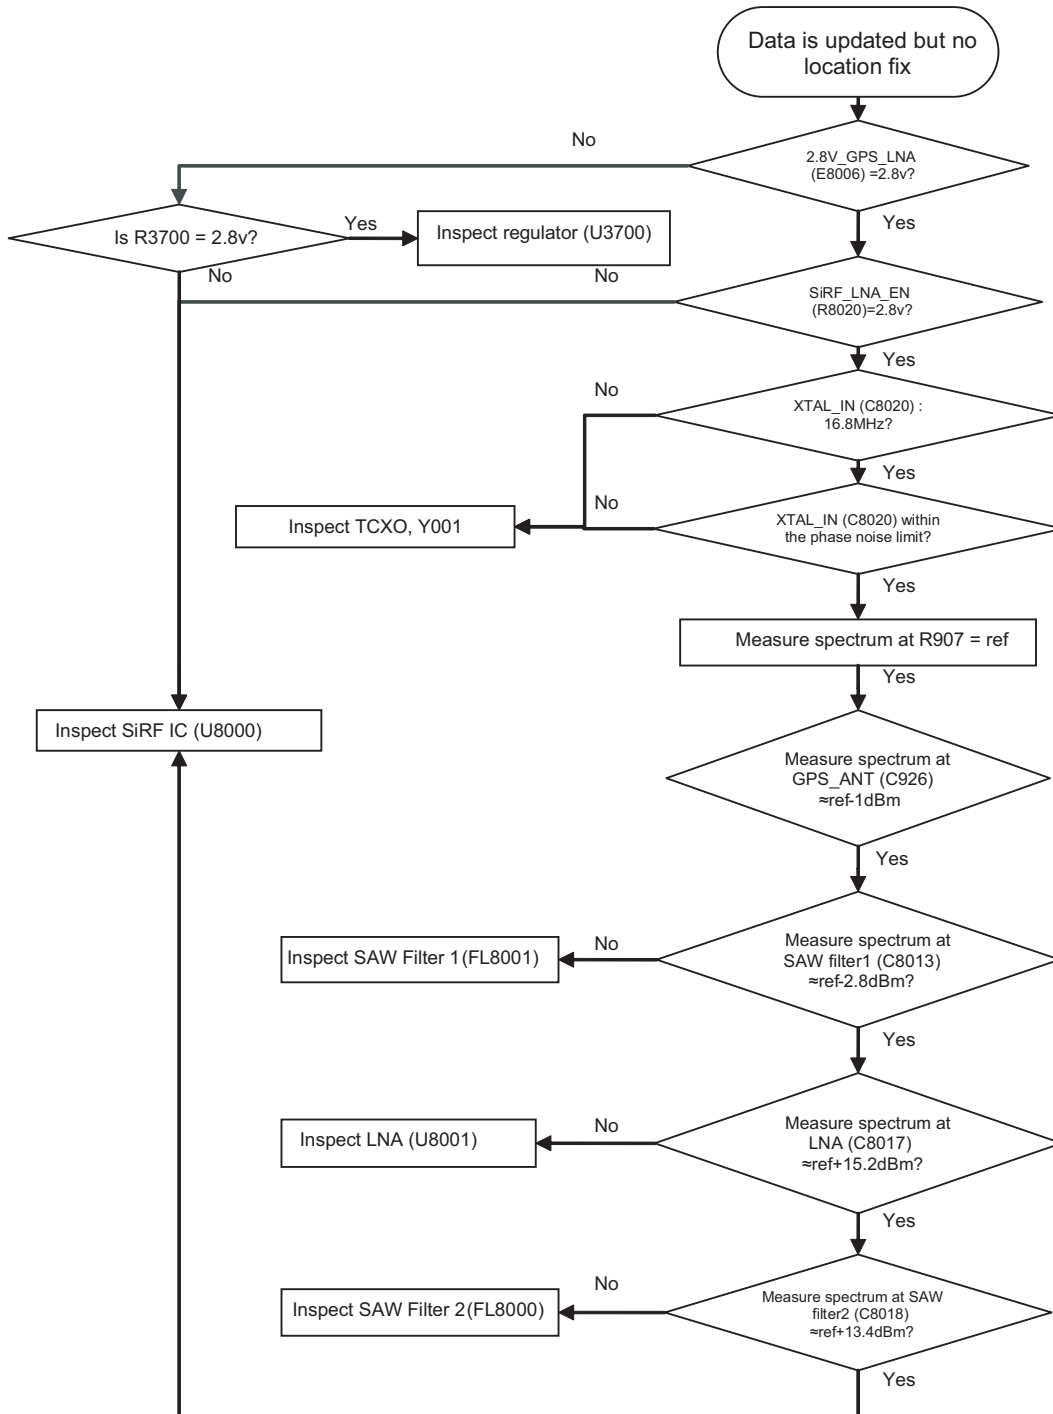 Data is updated but no
location fix
No
2.8V_GPS_LNA
(E8006) =2.8v?
Is R3700 = 2.8v?
Yes
Inspect regulator (U3700)
Yes
No
No
SiRF_LNA_EN
(R8020)=2.8v?
Yes
No
XTAL_IN (C8020) :
16.8MHz?
Yes
Inspect TCXO, Y001
No
XTAL_IN (C8020) within
the phase noise limit?
Yes
Measure spectrum at R907 = ref
Yes
Inspect SiRF IC (U8000)
Measure spectrum at
GPS_ANT (C926)
≈ref-1dBm
Yes
Inspect SAW Filter 1(FL8001)
No
Measure spectrum at
SAW filter1 (C8013)
≈ref-2.8dBm?
Yes
Inspect LNA (U8001)
No
Measure spectrum at
LNA (C8017)
≈ref+15.2dBm?
Yes
Inspect SAW Filter 2(FL8000)
No
Measure spectrum at SAW
filter2 (C8018)
≈ref+13.4dBm?
Yes